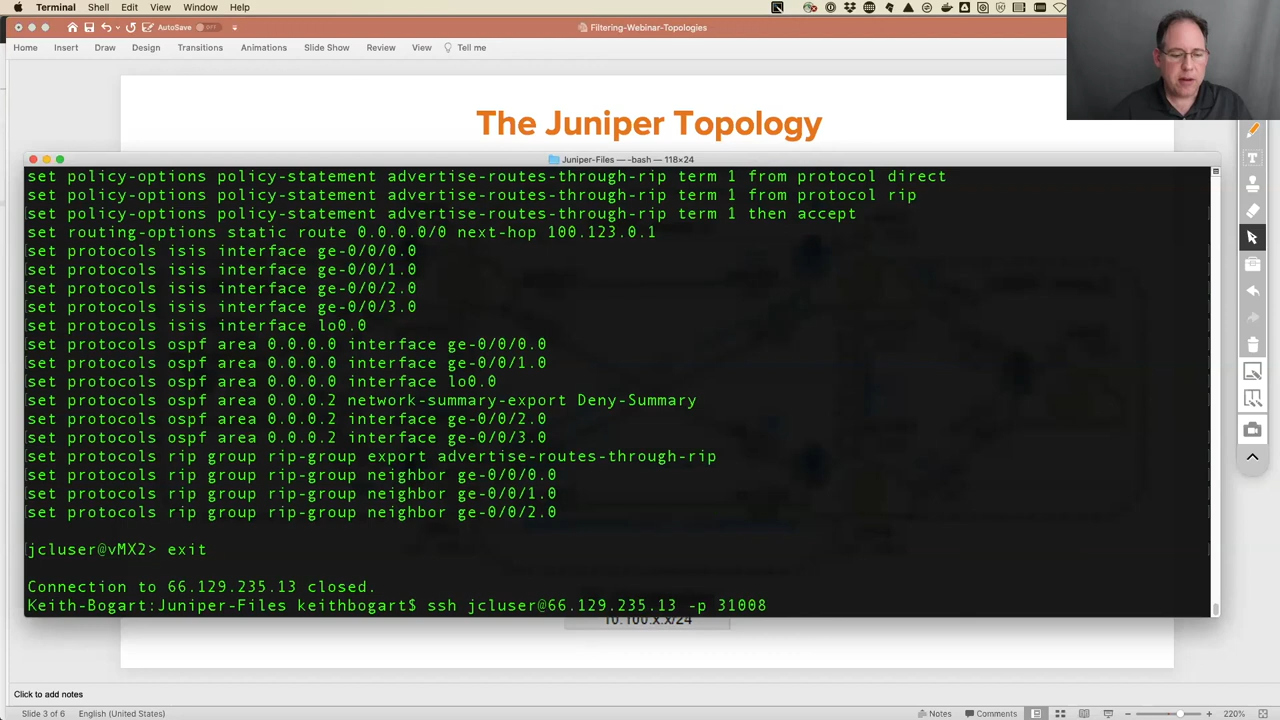 Terminal Shell Edit View Window Help
AutoSave OFF
Filtering-Webinar-Topologies
Home Insert Draw Design Transitions Animations Slide Show Review View Tell me
The Juniper Topology
Juniper-Files — -bash — 118×24
set policy-options policy-statement advertise-routes-through-rip term 1 from protocol direct
set policy-options policy-statement advertise-routes-through-rip term 1 from protocol rip
set policy-options policy-statement advertise-routes-through-rip term 1 then accept
set routing-options static route 0.0.0.0/0 next-hop 100.123.0.1
set protocols isis interface ge-0/0/0.0
set protocols isis interface ge-0/0/1.0
set protocols isis interface ge-0/0/2.0
set protocols isis interface ge-0/0/3.0
set protocols isis interface lo0.0
set protocols ospf area 0.0.0.0 interface ge-0/0/0.0
set protocols ospf area 0.0.0.0 interface ge-0/0/1.0
set protocols ospf area 0.0.0.0 interface lo0.0
set protocols ospf area 0.0.0.2 network-summary-export Deny-Summary
set protocols ospf area 0.0.0.2 interface ge-0/0/2.0
set protocols ospf area 0.0.0.2 interface ge-0/0/3.0
set protocols rip group rip-group export advertise-routes-through-rip
set protocols rip group rip-group neighbor ge-0/0/0.0
set protocols rip group rip-group neighbor ge-0/0/1.0
set protocols rip group rip-group neighbor ge-0/0/2.0
jcluser@vMX2> exit
Connection to 66.129.235.13 closed.
Keith-Bogart:Juniper-Files keithbogart$ ssh jcluser@66.129.235.13 -p 31008
10.100.x.x/24
Click to add notes
Slide 3 of 6 English (United States) Notes Comments 220%